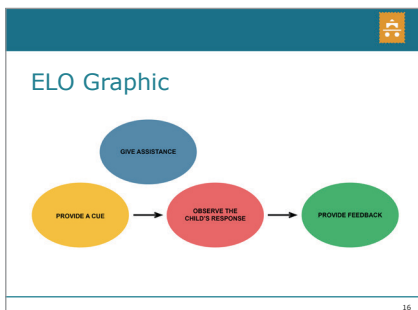 ELO Graphic
GIVE ASSISTANCE
PROVIDE A CUE
OBSERVE THE
CHILD'S RESPONSE
PROVIDE FEEDBACK
16